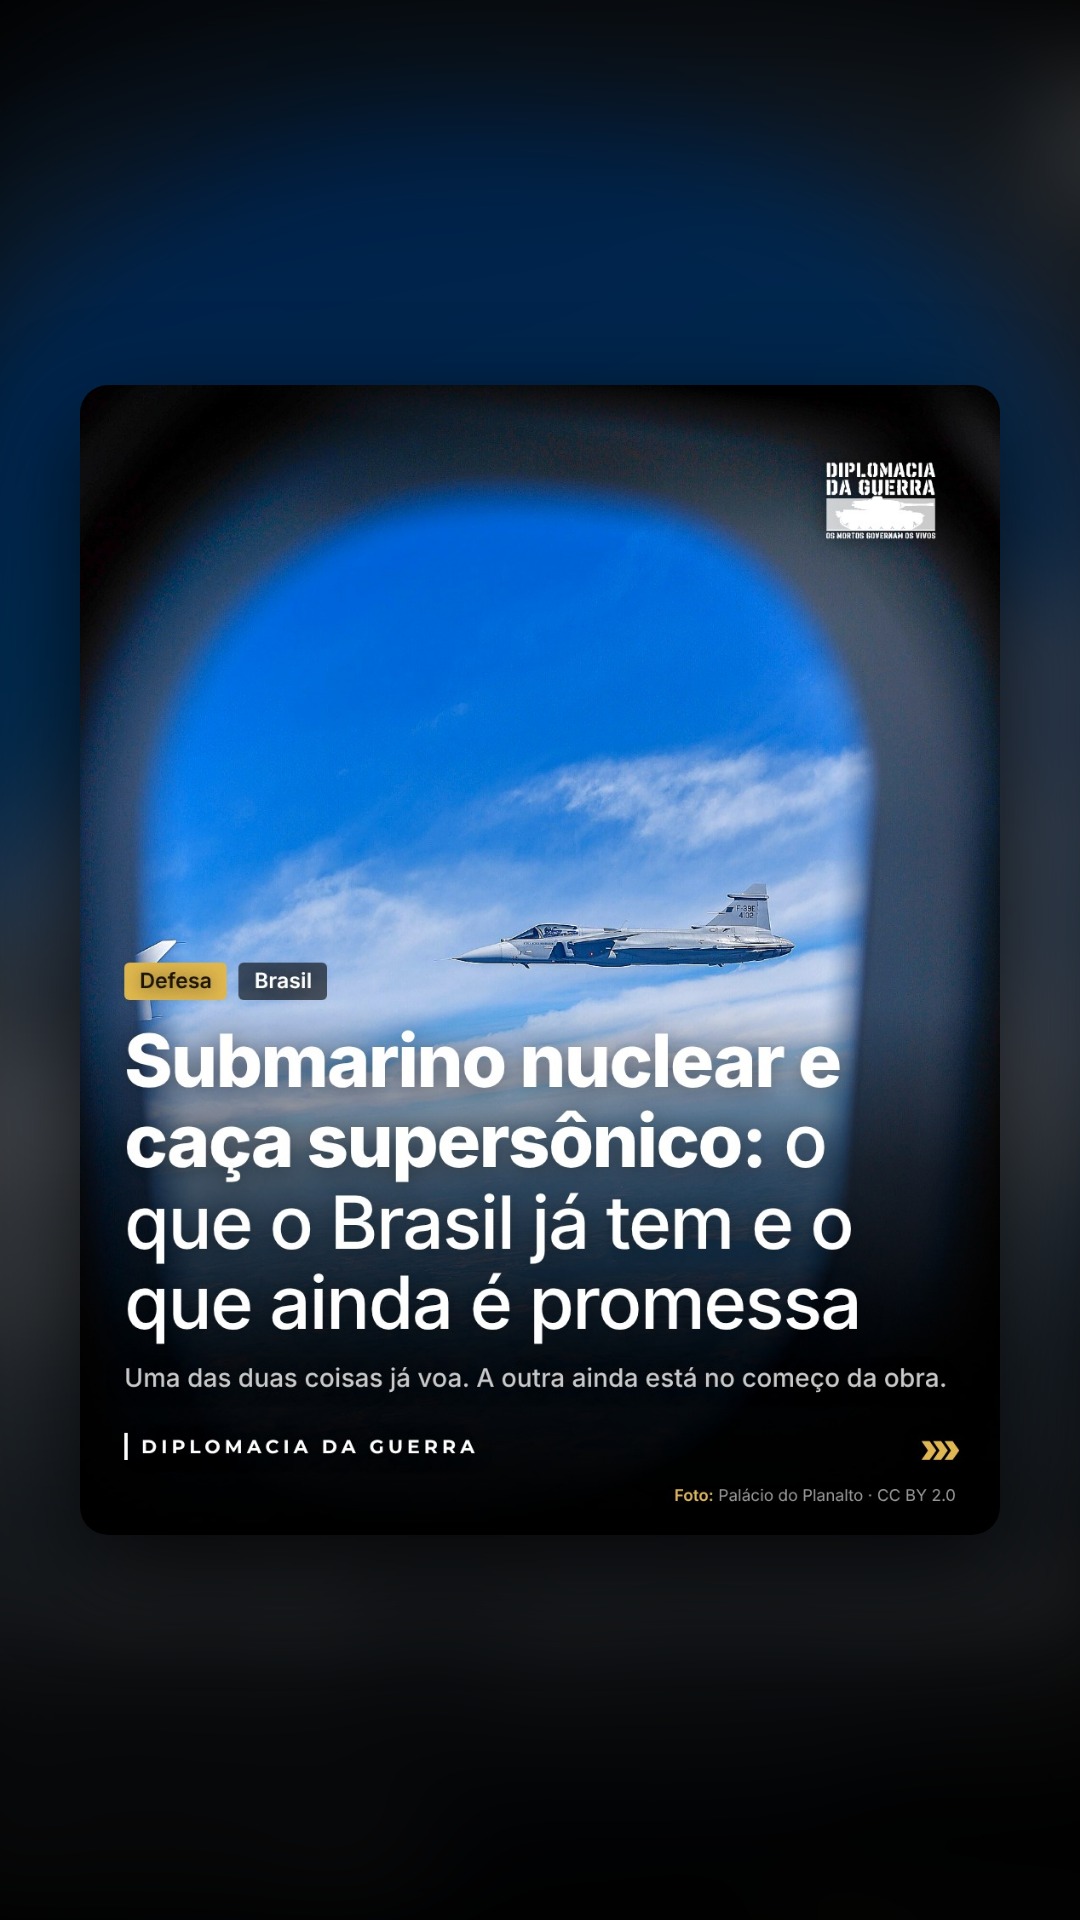 DIPLOMACIA
DA GUERRA
OS MORTOS GOVERNAM OS VIVOS
F-39E
4102
Defesa
Brasil
Submarino nuclear e
caça supersônico: o
que o Brasil já tem e o
que ainda é promessa
Uma das duas coisas já voa. A outra ainda está no começo da obra.
DIPLOMACIA DA GUERRA
Foto: Palácio do Planalto · CC BY 2.0